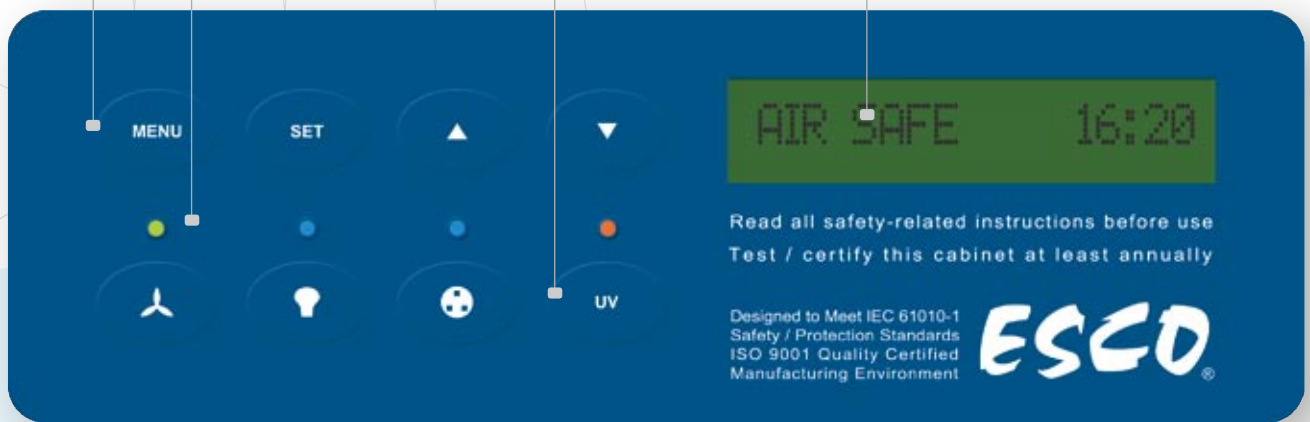 MENU SET ▲ ▼
UV
AIR SAFE 16:20
Read all safety-related instructions before use
Test / certify this cabinet at least annually
Designed to Meet IEC 61010-1
Safety / Protection Standards
ISO 9001 Quality Certified
Manufacturing Environment
ESCO®